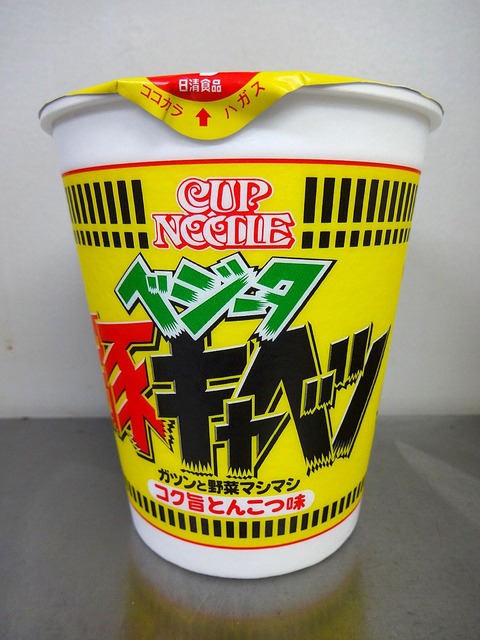 日清食品
ココカラ ↑ ハガス
CUP
NOODLE
ベジータ
豚キャベツ
ガツンと野菜マシマシ
コク旨とんこつ味